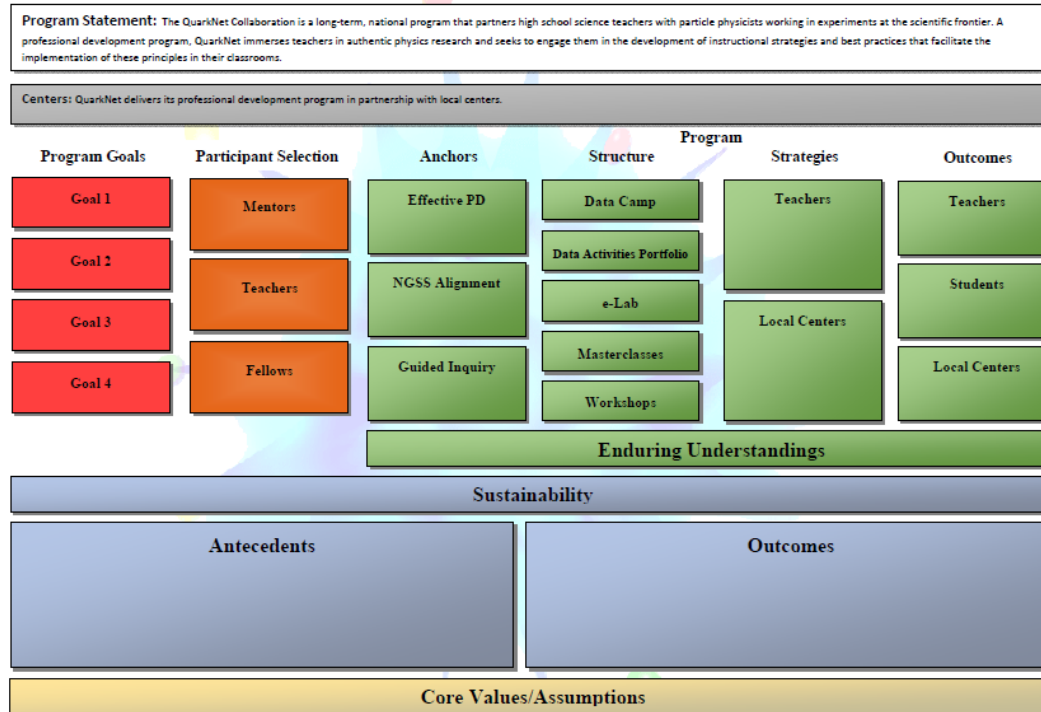 Program Statement: The QuarkNet Collaboration is a long-term, national program that partners high school science teachers with particle physicists working in experiments at the scientific frontier. A
professional development program, QuarkNet immerses teachers in authentic physics research and seeks to engage them in the development of instructional strategies and best practices that facilitate the
implementation of these principles in their classrooms.
Centers: QuarkNet delivers its professional development program in partnership with local centers.
Program
Program Goals
Participant Selection
Anchors
Structure
Strategies
Outcomes
Goal 1
Goal 2
Goal 3
Goal 4
Mentors
Teachers
Fellows
Effective PD
NGSS Alignment
Guided Inquiry
Data Camp
Data Activities Portfolio
e-Lab
Masterclasses
Workshops
Teachers
Local Centers
Teachers
Students
Local Centers
Enduring Understandings
Sustainability
Antecedents
Outcomes
Core Values/Assumptions